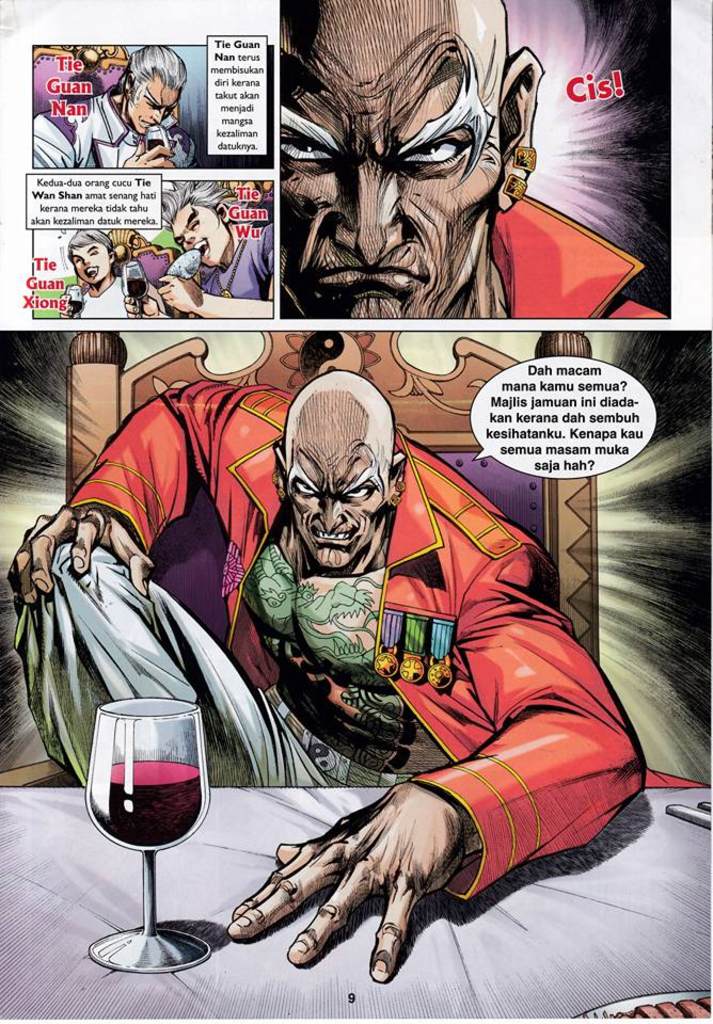 Tie
Guan
Nan
Tie Guan
Nan terus
membisukan
diri kerana
takut akan
menjadi
mangsa
kezaliman
datuknya.
Kedua-dua orang cucu Tie
Wan Shan amat senang hati
kerana mereka tidak tahu
akan kezaliman datuk mereka.
Tie
Guan
Wu
Tie
Guan
Xiong
Cis!
Dah macam
mana kamu semua?
Majlis jamuan ini diada-
kan kerana dah sembuh
kesihatanku. Kenapa kau
semua masam muka
saja hah?
9